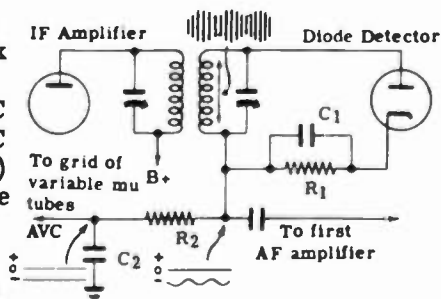 IF Amplifier
Diode Detector
C1
R1
B+
To grid of
variable mu
tubes
AVC
R2
C2
To first
AF amplifier
+
o
-
+
o
-